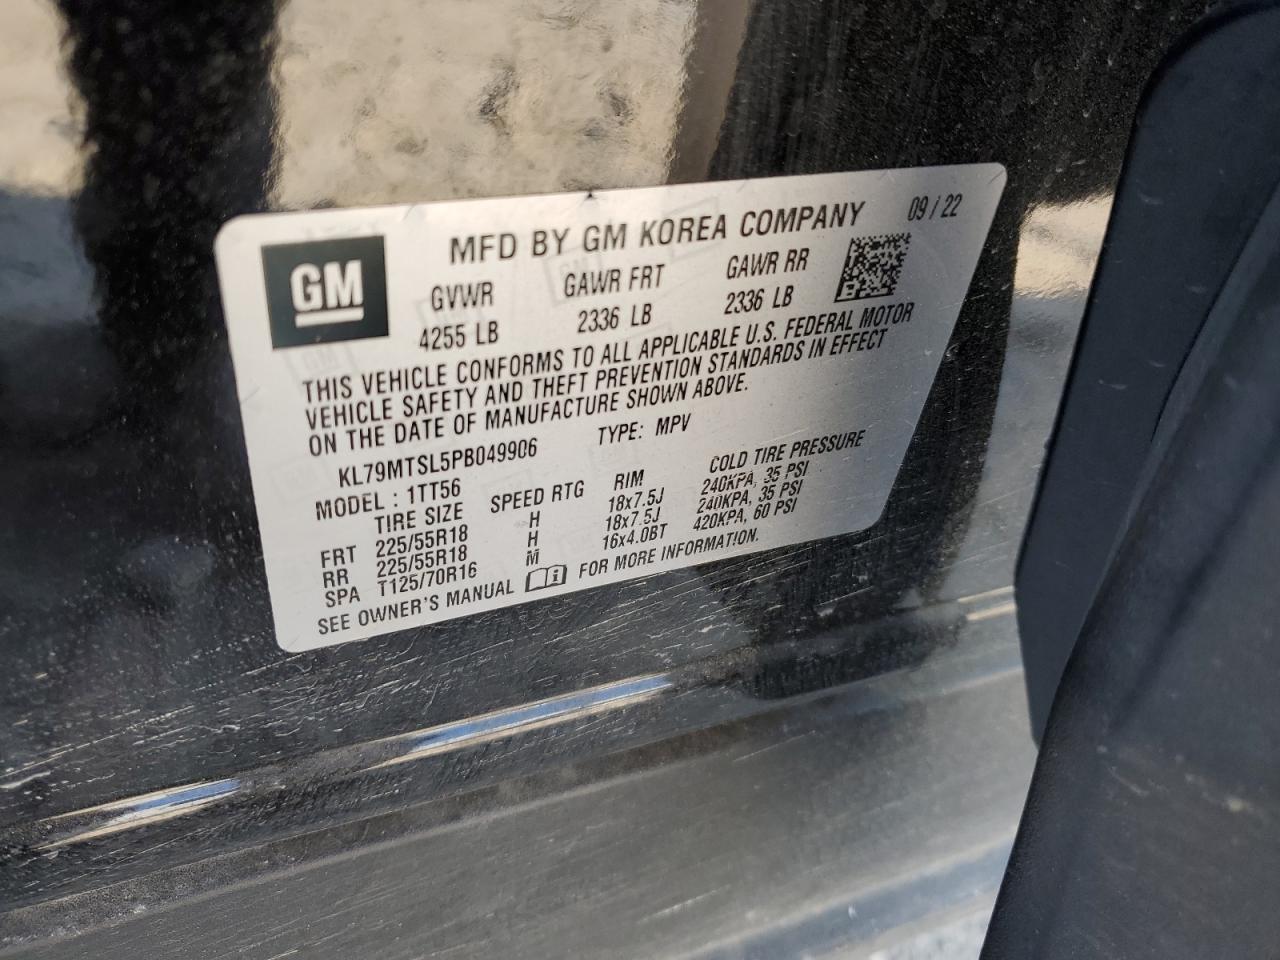 MFD BY GM KOREA COMPANY 09 / 22
GM
GVWR GAWR FRT GAWR RR
4255 LB 2336 LB 2336 LB
THIS VEHICLE CONFORMS TO ALL APPLICABLE U.S. FEDERAL MOTOR
VEHICLE SAFETY AND THEFT PREVENTION STANDARDS IN EFFECT
ON THE DATE OF MANUFACTURE SHOWN ABOVE.
KL79MTSL5PB049906 TYPE: MPV
MODEL : 1TT56
TIRE SIZE SPEED RTG RIM COLD TIRE PRESSURE
FRT 225/55R18 H 18x7.5J 240KPA, 35 PSI
RR 225/55R18 H 18x7.5J 240KPA, 35 PSI
SPA T125/70R16 M 16x4.0BT 420KPA, 60 PSI
SEE OWNER'S MANUAL FOR MORE INFORMATION.